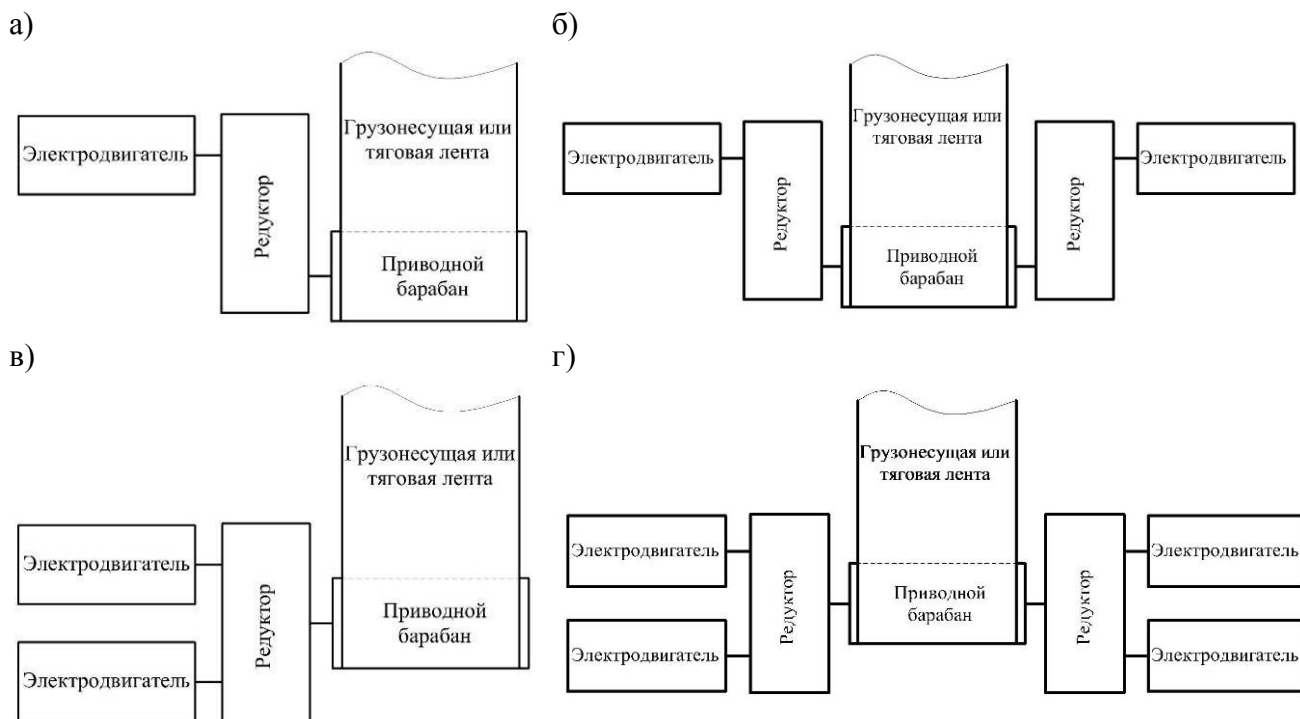 а)
Электродвигатель
Редуктор
Грузонесущая или
тяговая лента
Приводной
барабан
б)
Электродвигатель
Редуктор
Грузонесущая или
тяговая лента
Приводной
барабан
Редуктор
Электродвигатель
в)
Электродвигатель
Электродвигатель
Редуктор
Грузонесущая или
тяговая лента
Приводной
барабан
г)
Электродвигатель
Электродвигатель
Редуктор
Грузонесущая или
тяговая лента
Приводной
барабан
Редуктор
Электродвигатель
Электродвигатель